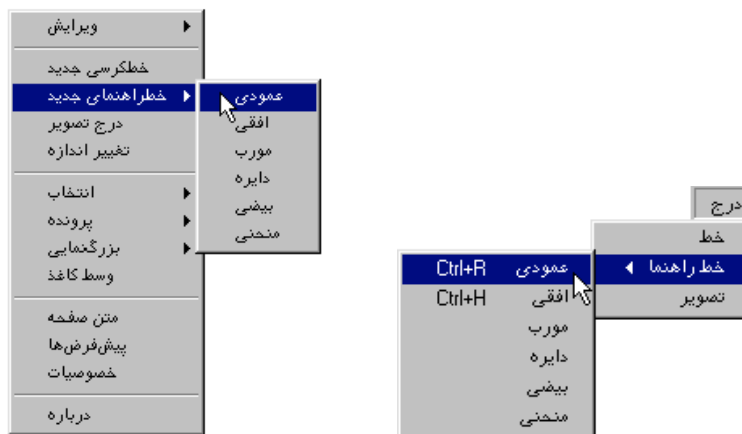 ویرایش
خطکرسی جدید
خطراهنمای جدید
درج تصویر
تغییر اندازه
انتخاب
پرونده
بزرگنمایی
وسط کاغذ
متن صفحه
پیش‌فرض‌ها
خصوصیات
درباره
عمودی
افقی
مورب
دایره
بیضی
منحنی
درج
خط
خط راهنما
تصویر
عمودی Ctrl+R
افقی Ctrl+H
مورب
دایره
بیضی
منحنی